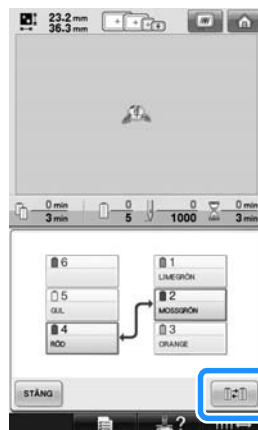 23.2 mm
36.3 mm
0 min
3 min
0
5
0
1000
0 min
3 min
6
1
LIMEGRÖN
5
GUL
2
MOSSGRÖN
4
RÖD
3
ORANGE
STÄNG
?